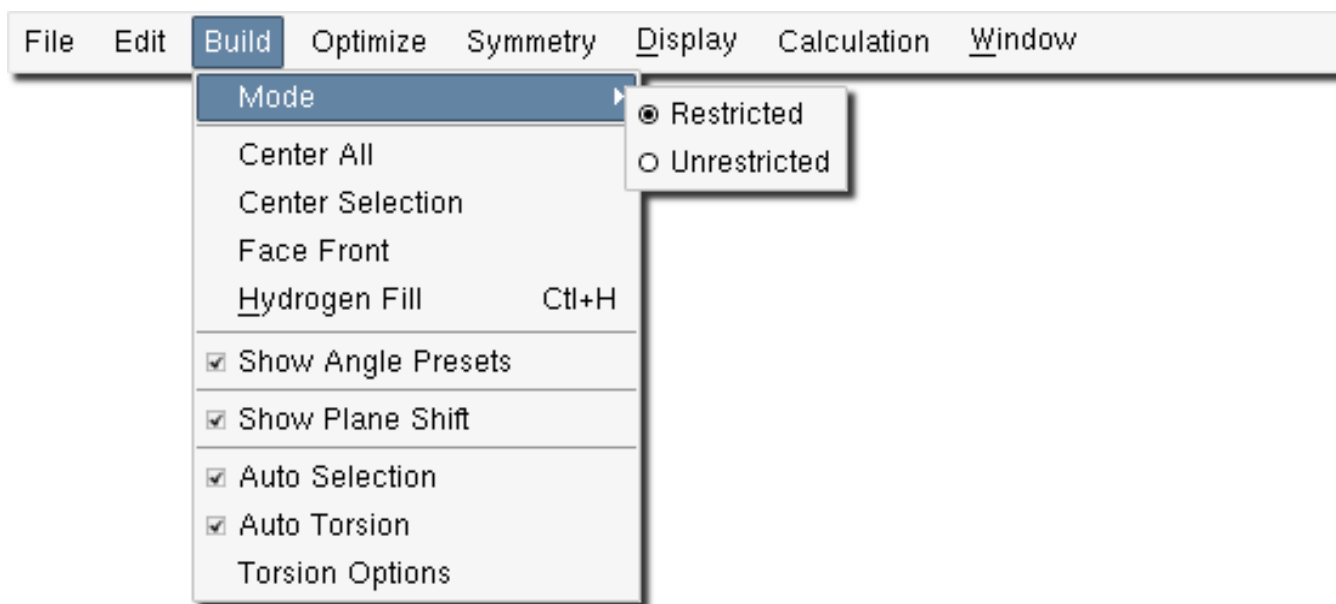 File Edit Build Optimize Symmetry Display Calculation Window
Mode
Restricted
Unrestricted
Center All
Center Selection
Face Front
Hydrogen Fill Ctl+H
Show Angle Presets
Show Plane Shift
Auto Selection
Auto Torsion
Torsion Options